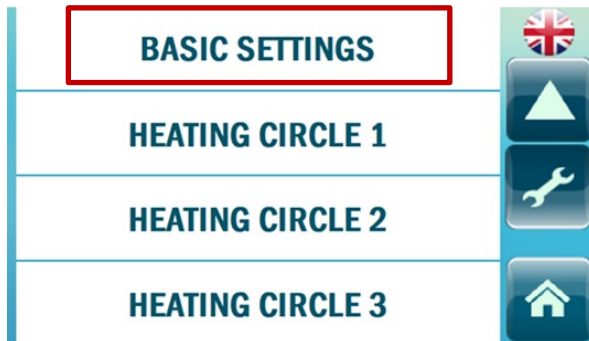 BASIC SETTINGS
HEATING CIRCLE 1
HEATING CIRCLE 2
HEATING CIRCLE 3